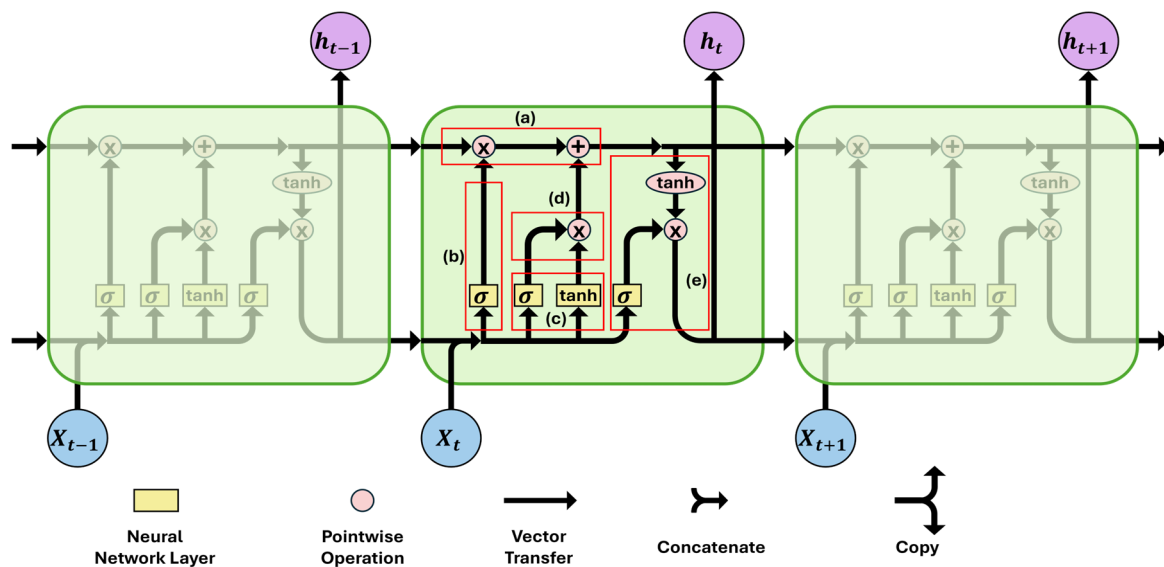 h_{t-1}
h_t
h_{t+1}
(a)
x + x + x +
tanh tanh tanh
(d)
x x x x x x
(b) (e)
σ σ tanh σ σ σ tanh σ σ σ tanh σ
(c)
X_{t-1} X_t X_{t+1}
Neural
Network Layer
Pointwise
Operation
Vector
Transfer
Concatenate
Copy